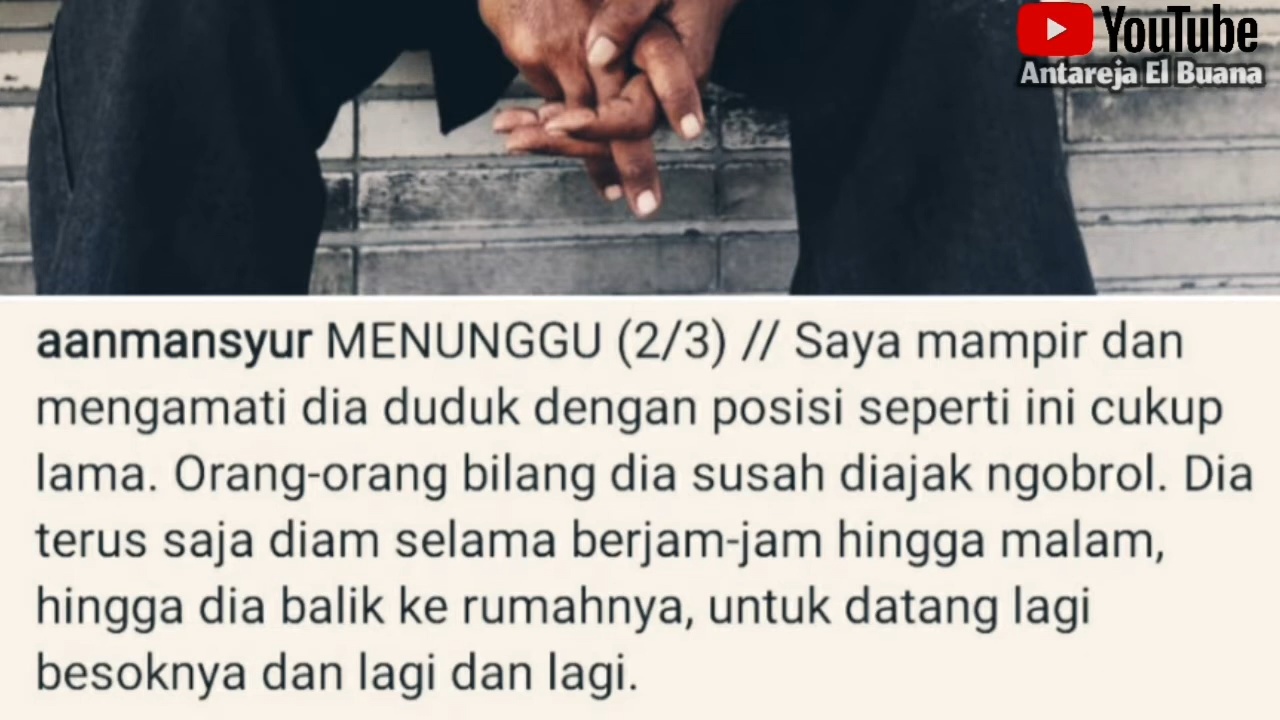 YouTube
Antareja El Buana
aanmansyur MENUNGGU (2/3) // Saya mampir dan
mengamati dia duduk dengan posisi seperti ini cukup
lama. Orang-orang bilang dia susah diajak ngobrol. Dia
terus saja diam selama berjam-jam hingga malam,
hingga dia balik ke rumahnya, untuk datang lagi
besoknya dan lagi dan lagi.